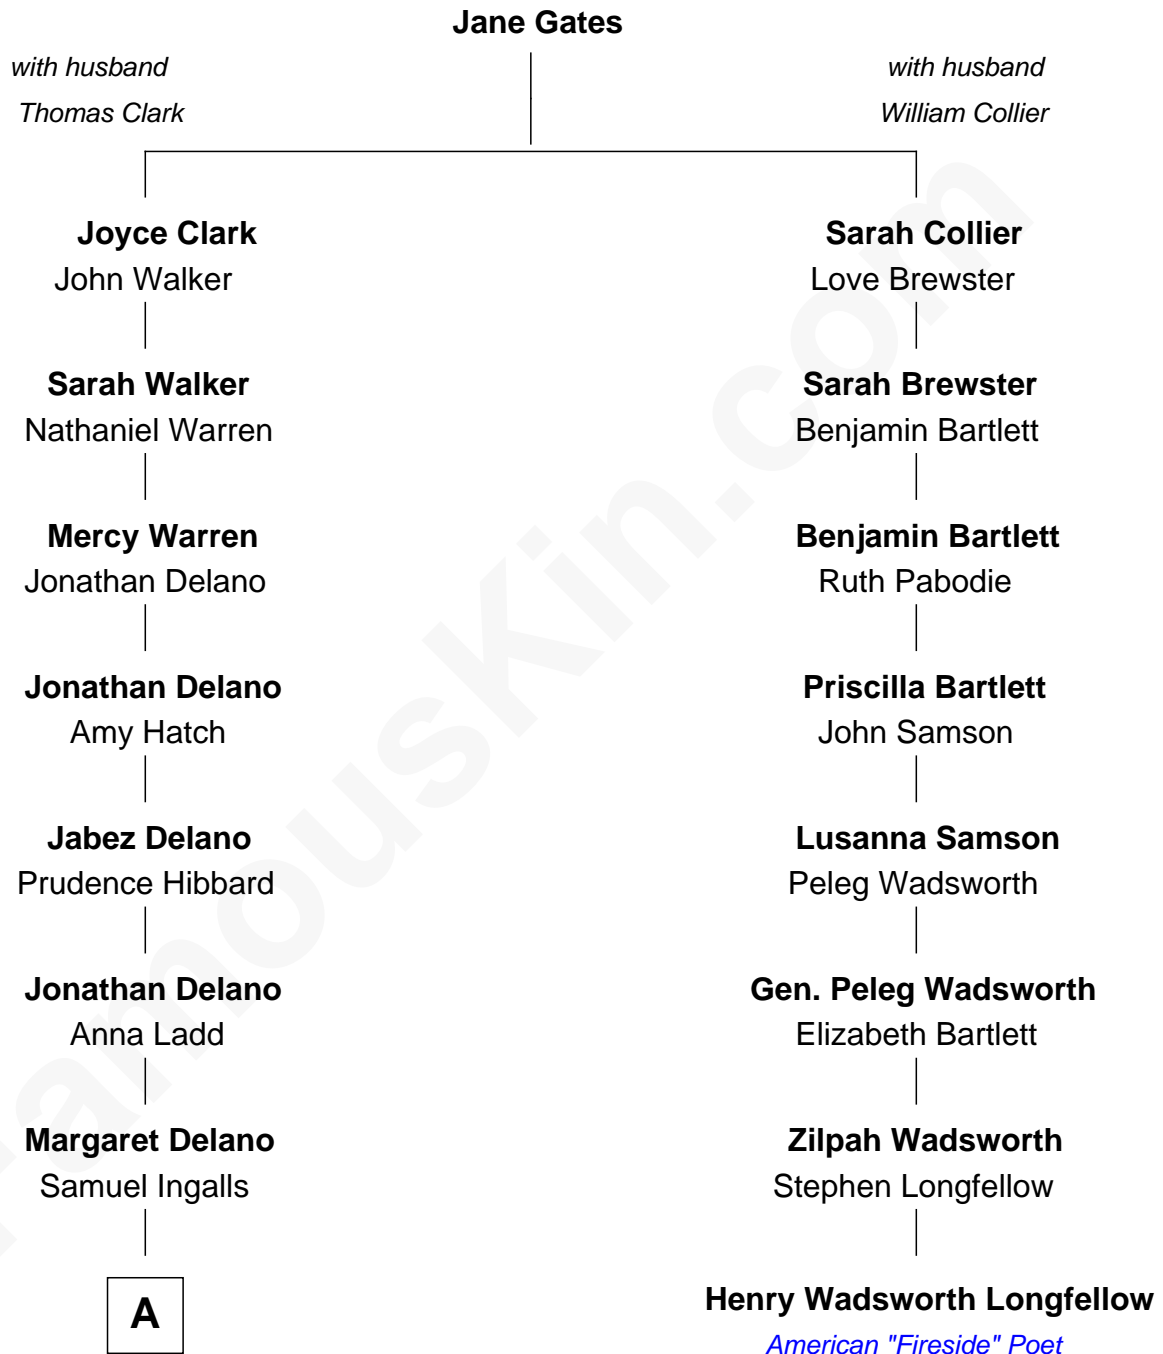 Jane Gates
with husband
Thomas Clark
with husband
William Collier
Joyce Clark
John Walker
Sarah Walker
Nathaniel Warren
Mercy Warren
Jonathan Delano
Jonathan Delano
Amy Hatch
Jabez Delano
Prudence Hibbard
Jonathan Delano
Anna Ladd
Margaret Delano
Samuel Ingalls
A
Sarah Collier
Love Brewster
Sarah Brewster
Benjamin Bartlett
Benjamin Bartlett
Ruth Pabodie
Priscilla Bartlett
John Samson
Lusanna Samson
Peleg Wadsworth
Gen. Peleg Wadsworth
Elizabeth Bartlett
Zilpah Wadsworth
Stephen Longfellow
Henry Wadsworth Longfellow
American "Fireside" Poet
FamousKin.com